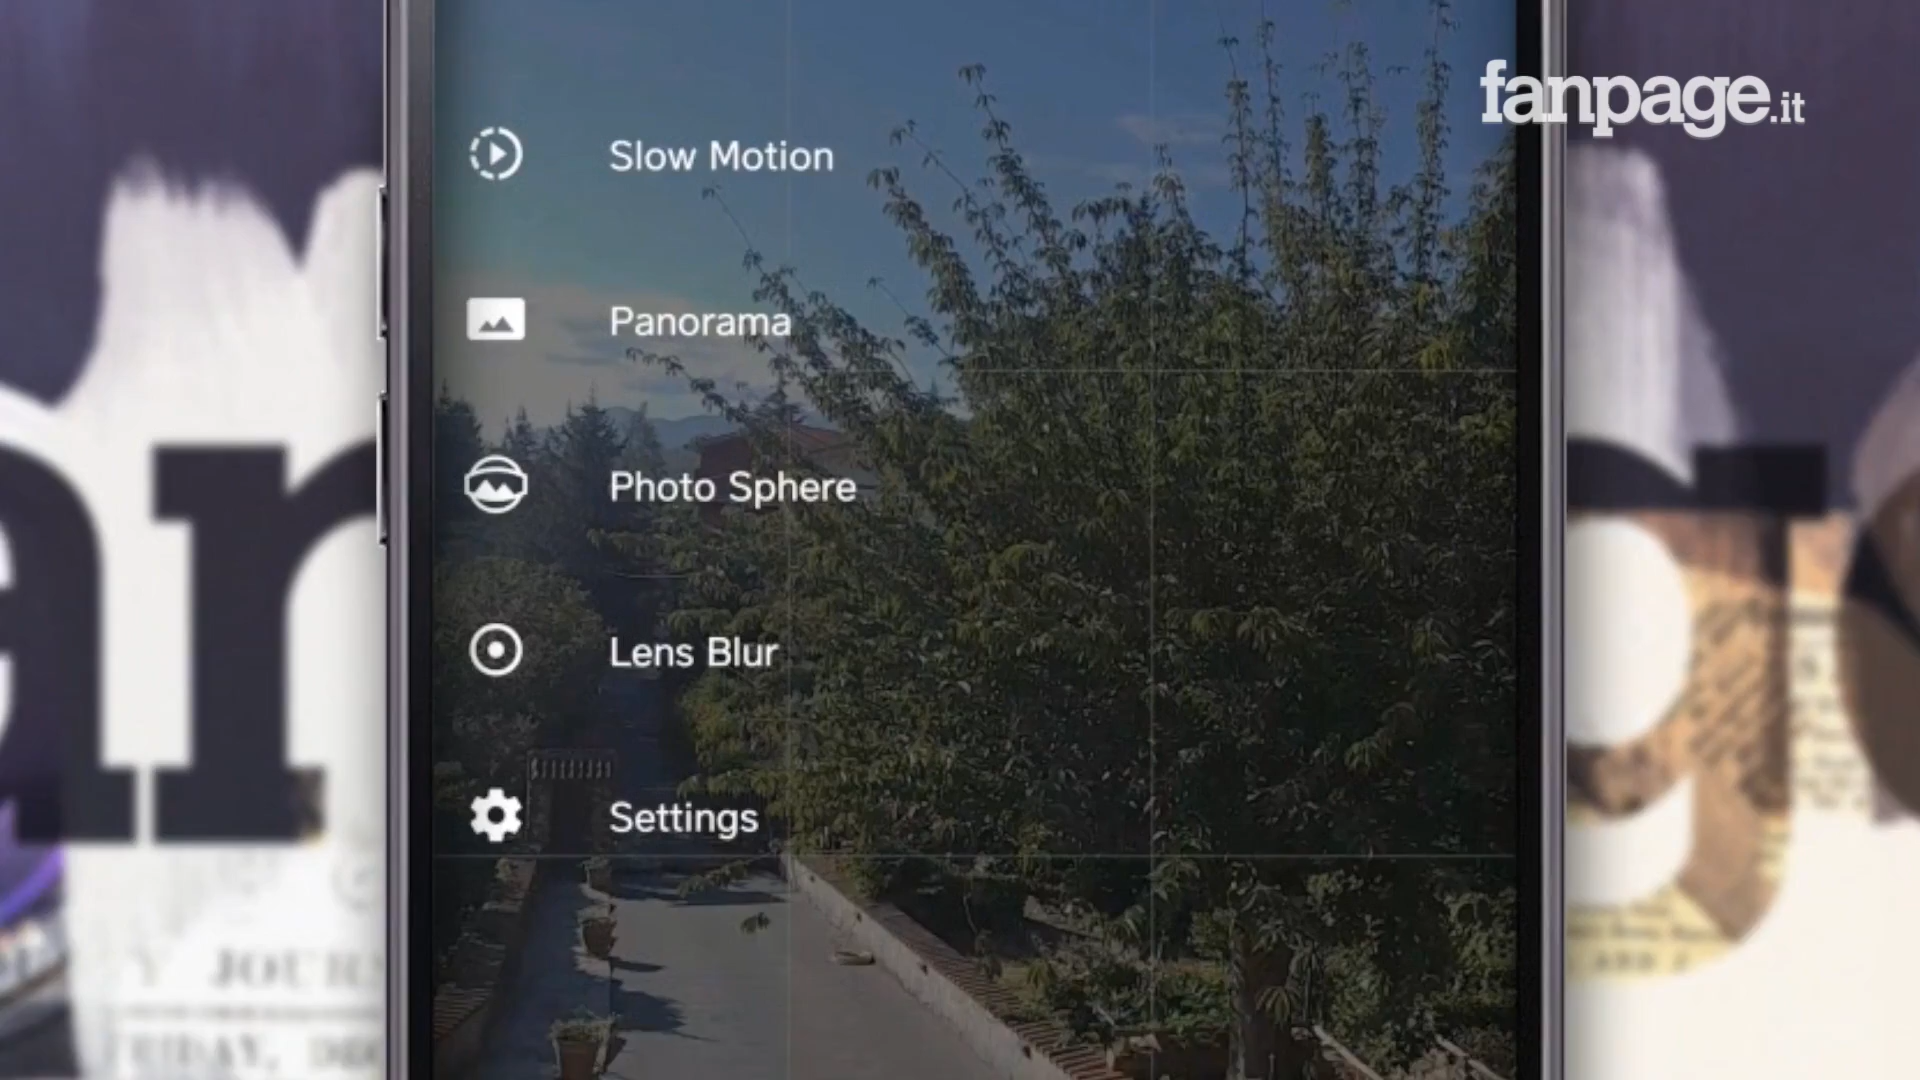 fanpage.it
Slow Motion
Panorama
Photo Sphere
Lens Blur
Settings